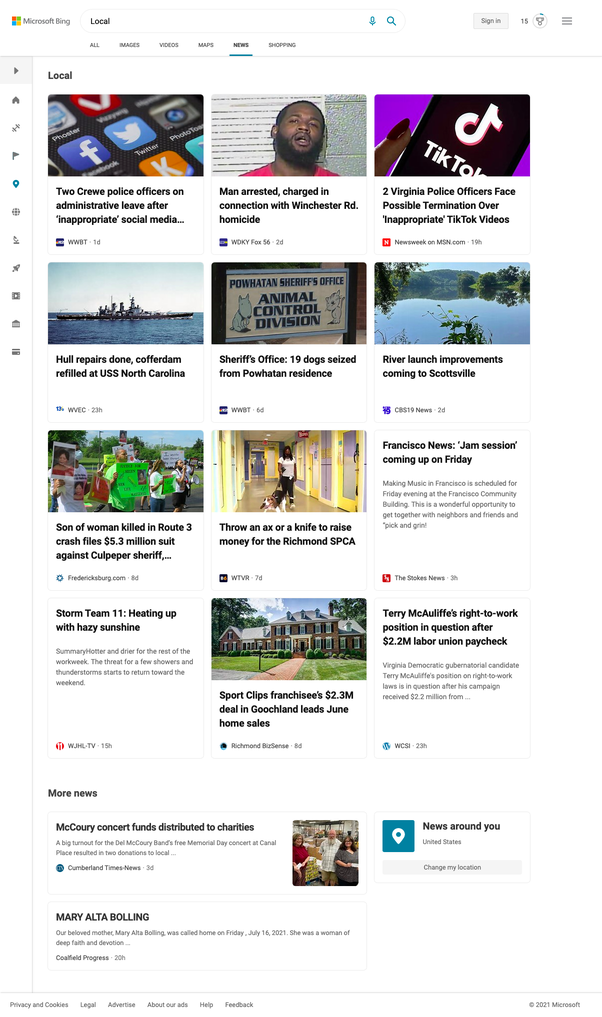 Microsoft Bing
Local
Sign in
15
ALL
IMAGES
VIDEOS
MAPS
NEWS
SHOPPING
Local
Phoster
Facebook
Twitter
Two Crewe police officers on
administrative leave after
'inappropriate' social media...
WWBT · 1d
Man arrested, charged in
connection with Winchester Rd.
homicide
WDKY Fox 56 · 2d
TikTok
2 Virginia Police Officers Face
Possible Termination Over
'Inappropriate' TikTok Videos
Newsweek on MSN.com · 19h
Hull repairs done, cofferdam
refilled at USS North Carolina
WVEC · 23h
POWHATAN SHERIFF'S OFFICE
ANIMAL
CONTROL
DIVISION
Sheriff's Office: 19 dogs seized
from Powhatan residence
WWBT · 6d
River launch improvements
coming to Scottsville
CBS19 News · 2d
Son of woman killed in Route 3
crash files $5.3 million suit
against Culpeper sheriff,...
Fredericksburg.com · 8d
Throw an ax or a knife to raise
money for the Richmond SPCA
WTVR · 7d
Francisco News: 'Jam session'
coming up on Friday
Making Music in Francisco is scheduled for
Friday evening at the Francisco Community
Building. This is a wonderful opportunity to
get together with neighbors and friends and
"pick and grin!
The Stokes News · 3h
Storm Team 11: Heating up
with hazy sunshine
SummaryHotter and drier for the rest of the
workweek. The threat for a few showers and
thunderstorms starts to return toward the
weekend.
WJHL-TV · 15h
Sport Clips franchisee's $2.3M
deal in Goochland leads June
home sales
Richmond BizSense · 8d
Terry McAuliffe's right-to-work
position in question after
$2.2M labor union paycheck
Virginia Democratic gubernatorial candidate
Terry McAuliffe's position on right-to-work
laws is in question after his campaign
received $2.2 million from ...
WCSI · 23h
More news
McCoury concert funds distributed to charities
A big turnout for the Del McCoury Band's free Memorial Day concert at Canal
Place resulted in two donations to local ...
Cumberland Times-News · 3d
News around you
United States
Change my location
MARY ALTA BOLLING
Our beloved mother, Mary Alta Bolling, was called home on Friday , July 16, 2021. She was a woman of
deep faith and devotion ...
Coalfield Progress · 20h
Privacy and Cookies
Legal
Advertise
About our ads
Help
Feedback
© 2021 Microsoft